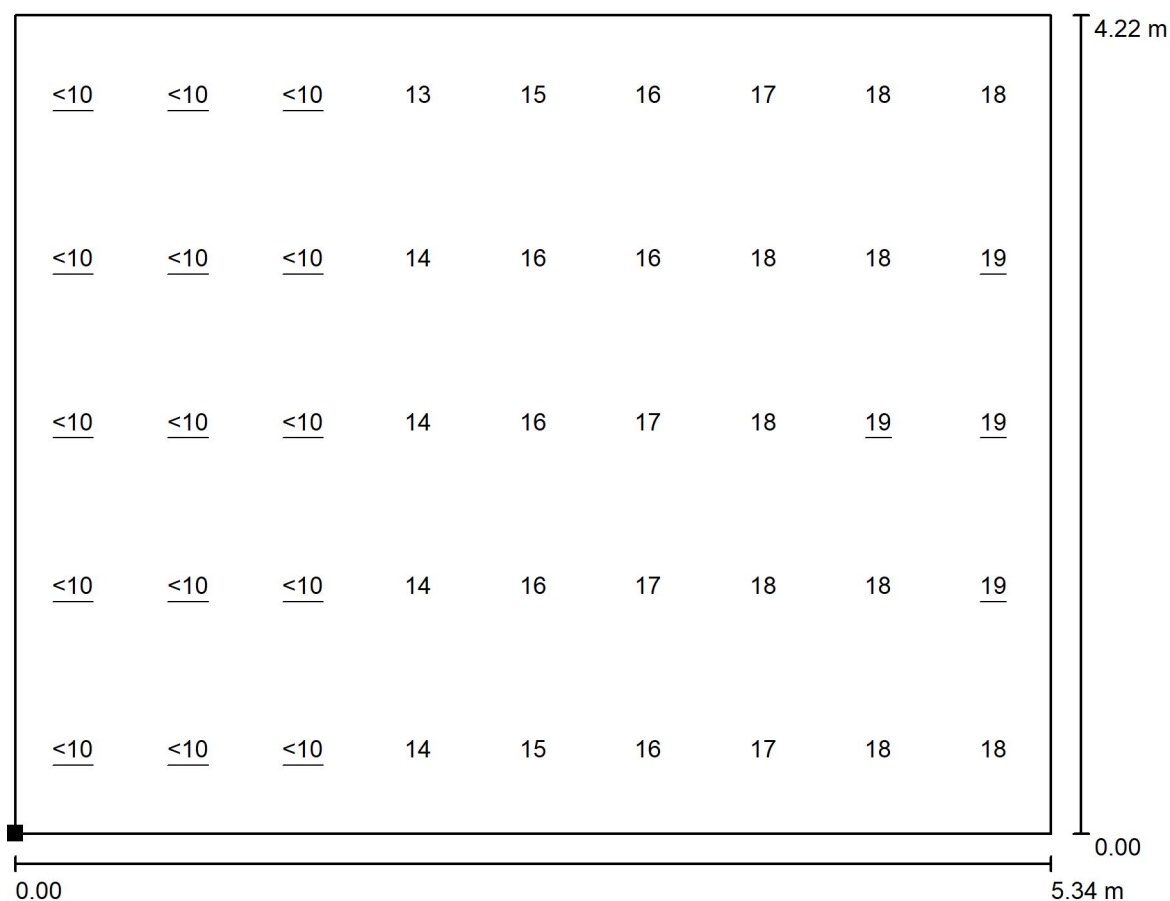 4.22 m
<10 <10 <10 13 15 16 17 18 18
<10 <10 <10 14 16 16 18 18 19
<10 <10 <10 14 16 17 18 19 19
<10 <10 <10 14 16 17 18 18 19
<10 <10 <10 14 15 16 17 18 18
0.00
0.00 5.34 m